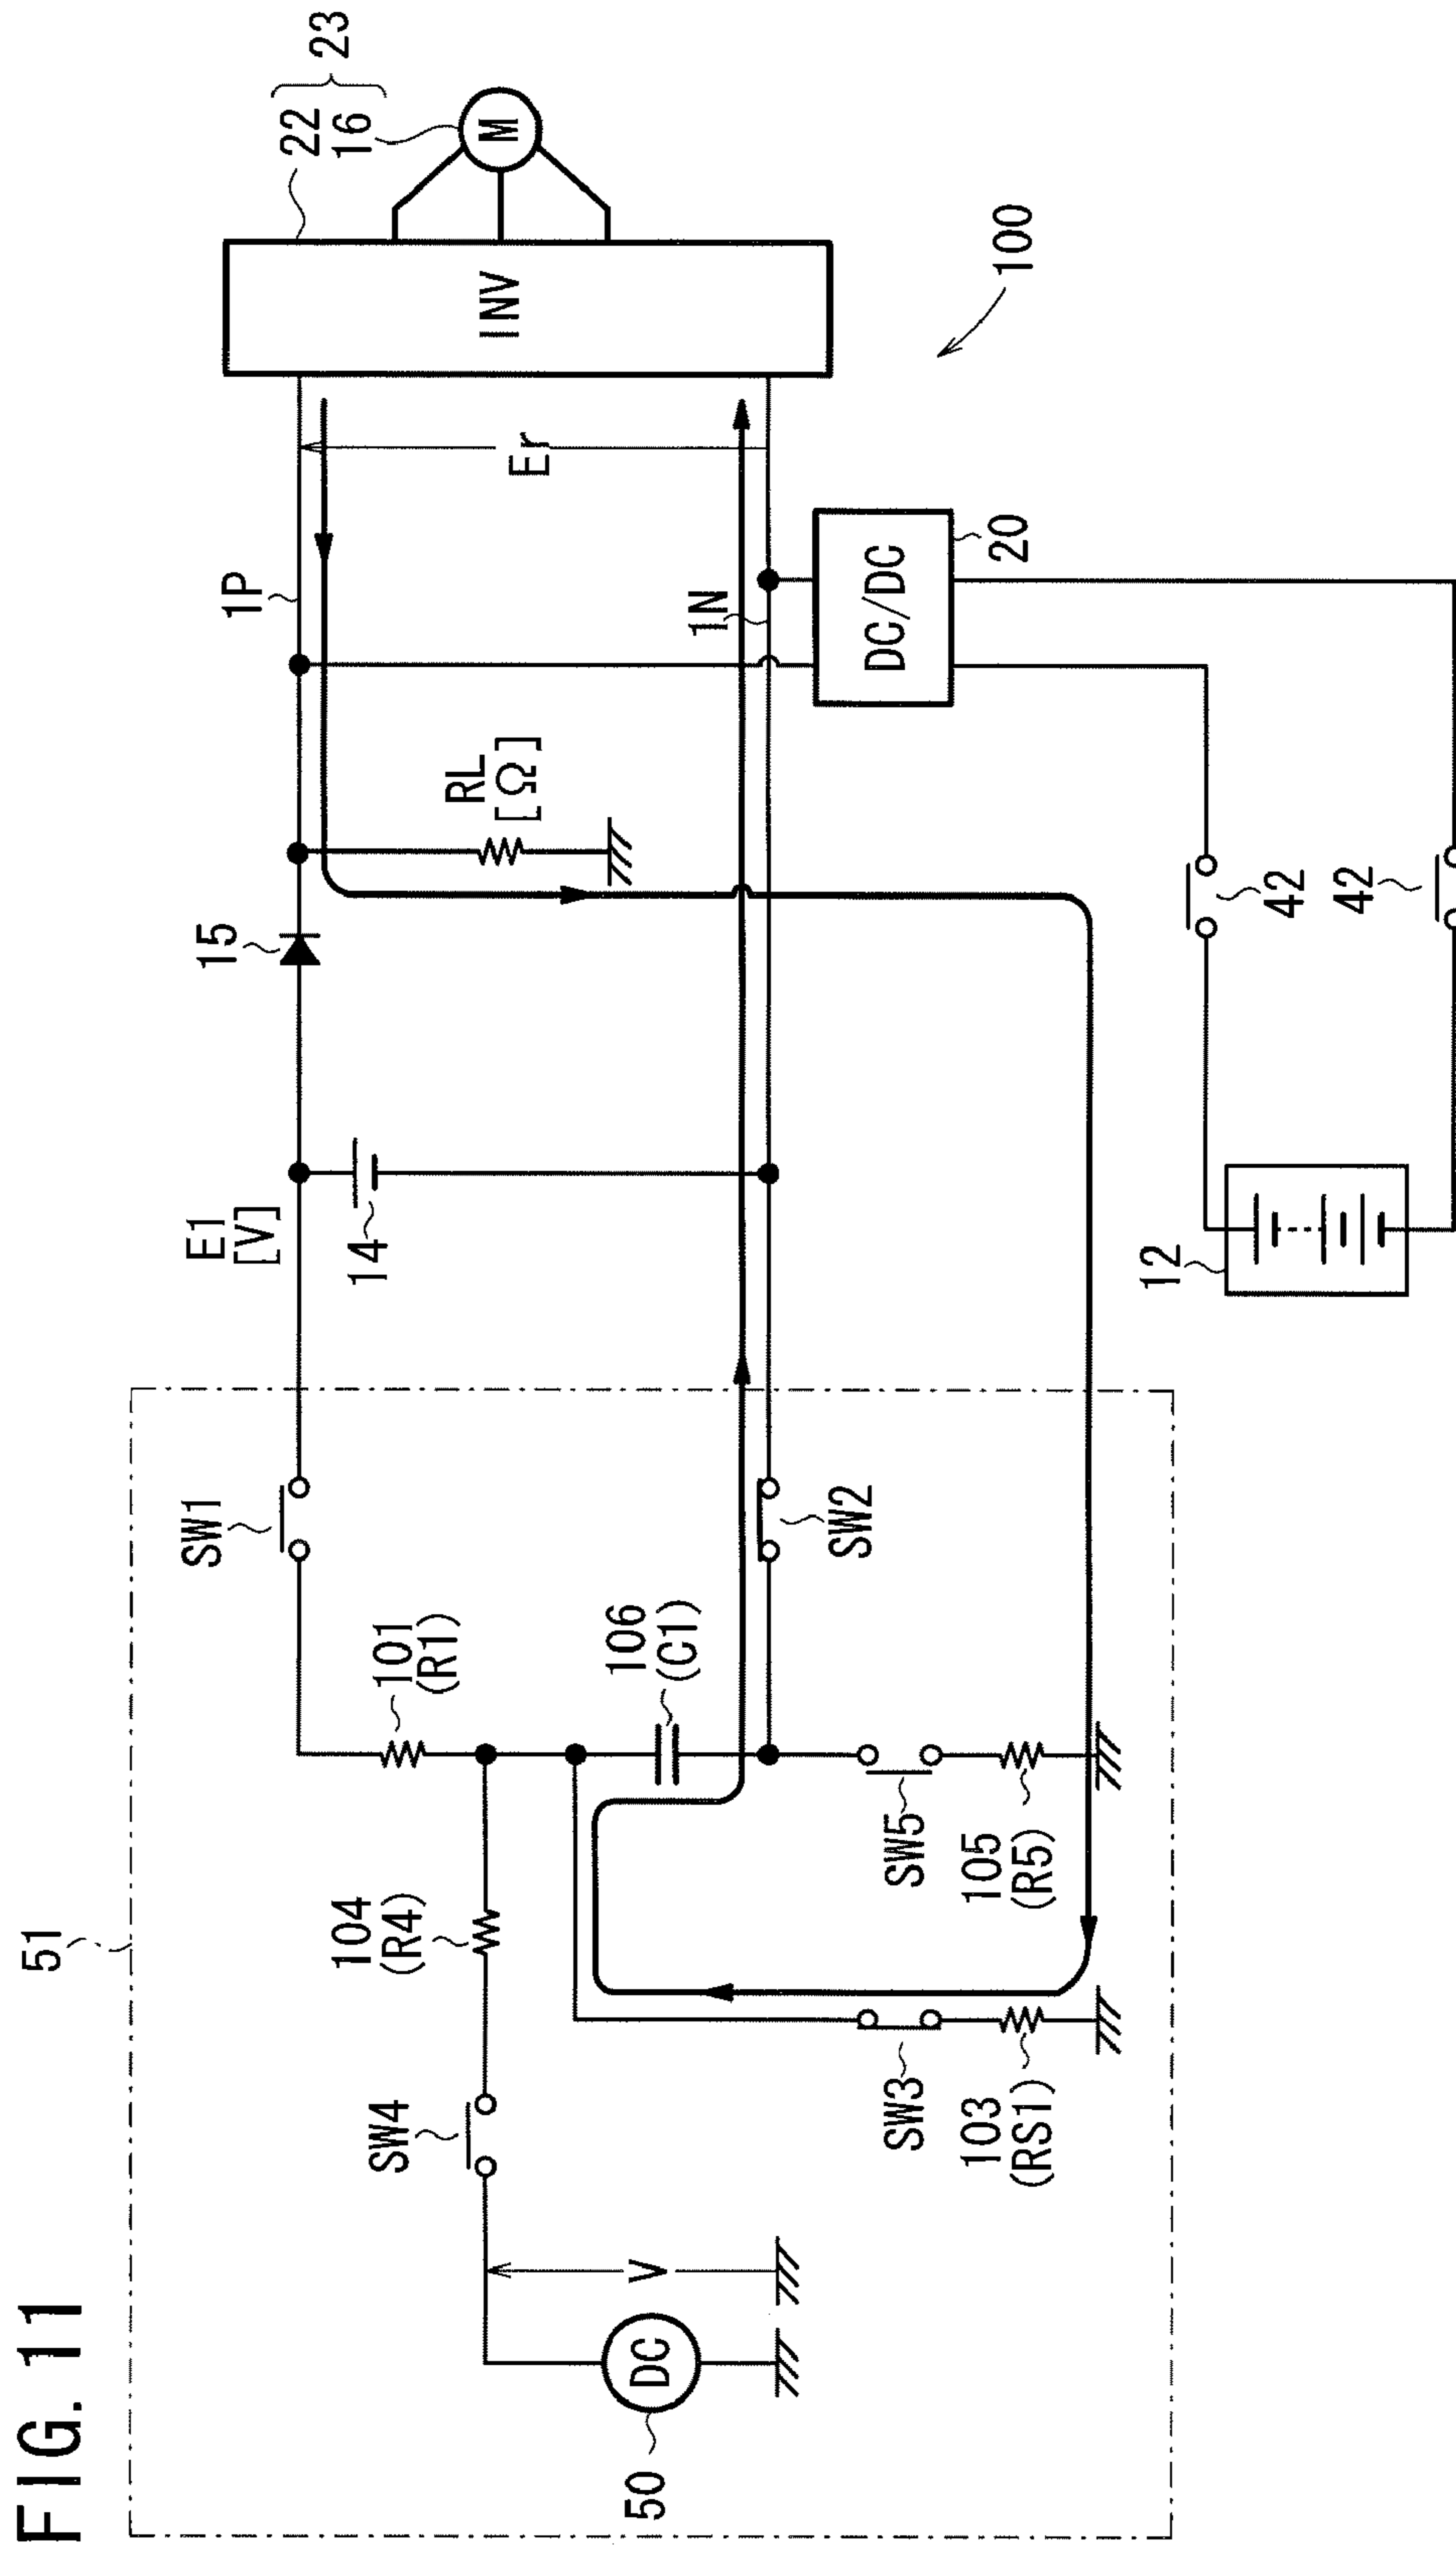 FIG. 11
51
SW1
E1
[V]
15
1P
22
16
23
M
INV
Er
100
14
RL
[Ω]
1N
101
(R1)
106
(C1)
SW2
104
(R4)
SW4
V
DC
50
SW5
105
(R5)
SW3
103
(RS1)
DC/DC
20
42
42
12